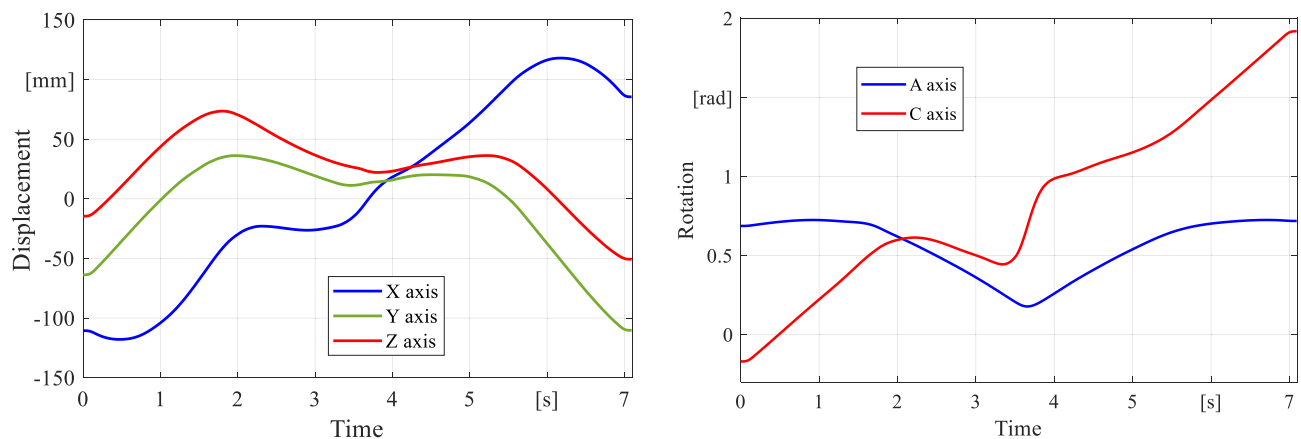 150
[mm]
50
0
-50
-100
-150
Displacement
X axis
Y axis
Z axis
0 1 2 3 4 5 [s] 7
Time
2
[rad]
1
0.5
0
Rotation
A axis
C axis
0 1 2 3 4 5 [s] 7
Time